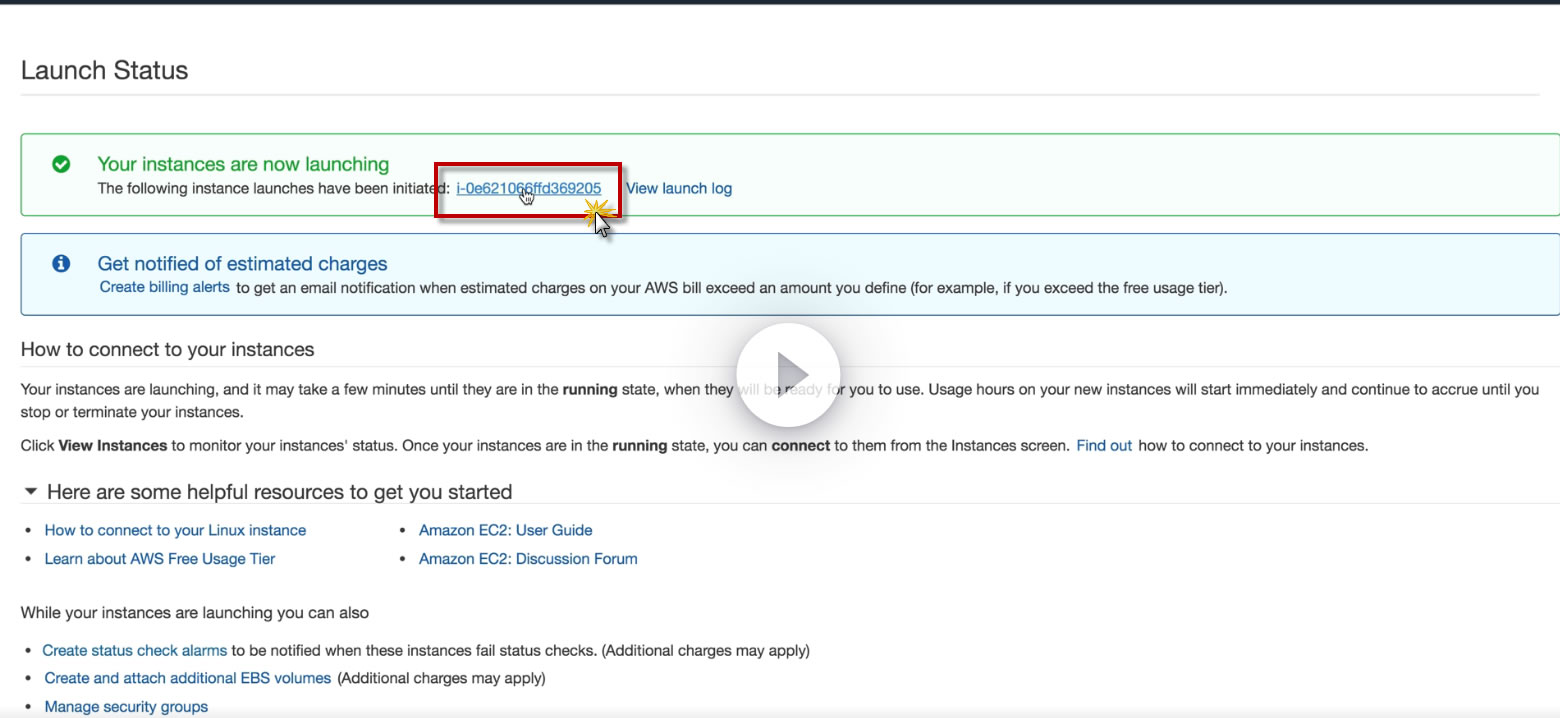 Launch Status
Your instances are now launching
The following instance launches have been initiated: i-0e621066ffd369205 View launch log
Get notified of estimated charges
Create billing alerts to get an email notification when estimated charges on your AWS bill exceed an amount you define (for example, if you exceed the free usage tier).
How to connect to your instances
Your instances are launching, and it may take a few minutes until they are in the running state, when they will be ready for you to use. Usage hours on your new instances will start immediately and continue to accrue until you
stop or terminate your instances.
Click View Instances to monitor your instances' status. Once your instances are in the running state, you can connect to them from the Instances screen. Find out how to connect to your instances.
Here are some helpful resources to get you started
• How to connect to your Linux instance • Amazon EC2: User Guide
• Learn about AWS Free Usage Tier • Amazon EC2: Discussion Forum
While your instances are launching you can also
• Create status check alarms to be notified when these instances fail status checks. (Additional charges may apply)
• Create and attach additional EBS volumes (Additional charges may apply)
• Manage security groups